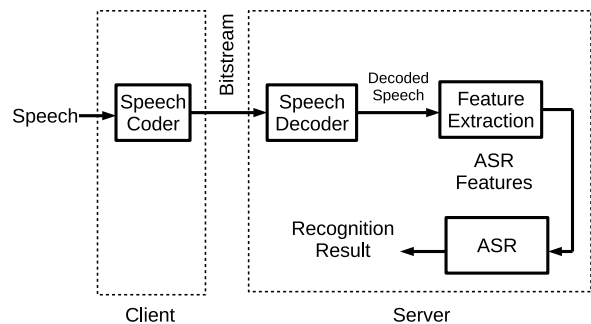 Speech
Speech
Coder
Bitstream
Speech
Decoder
Decoded
Speech
Feature
Extraction
ASR
Features
ASR
Recognition
Result
Client
Server